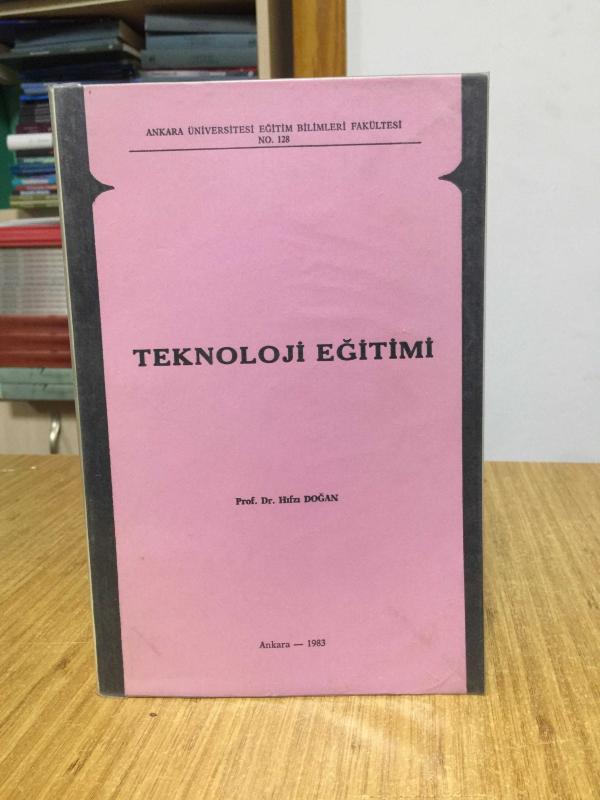 ANKARA ÜNİVERSİTESİ EĞİTİM BİLİMLERİ FAKÜLTESİ
NO. 128
TEKNOLOJİ EĞİTİMİ
Prof. Dr. Hıfzı DOĞAN
Ankara — 1983